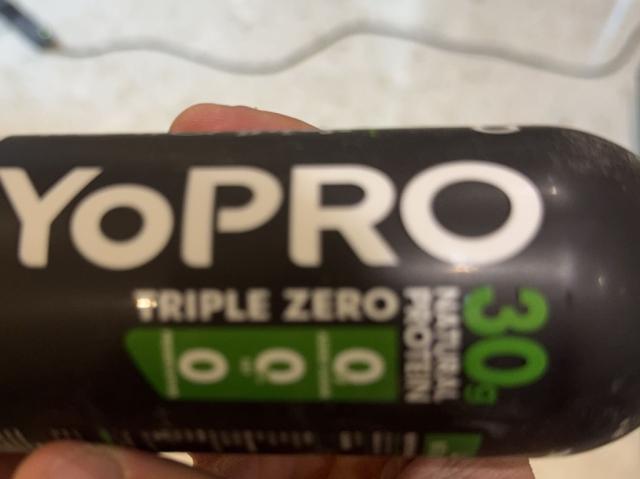 YoPRO
TRIPLE ZERO
0 0 0
30g
NATURAL
PROTEIN